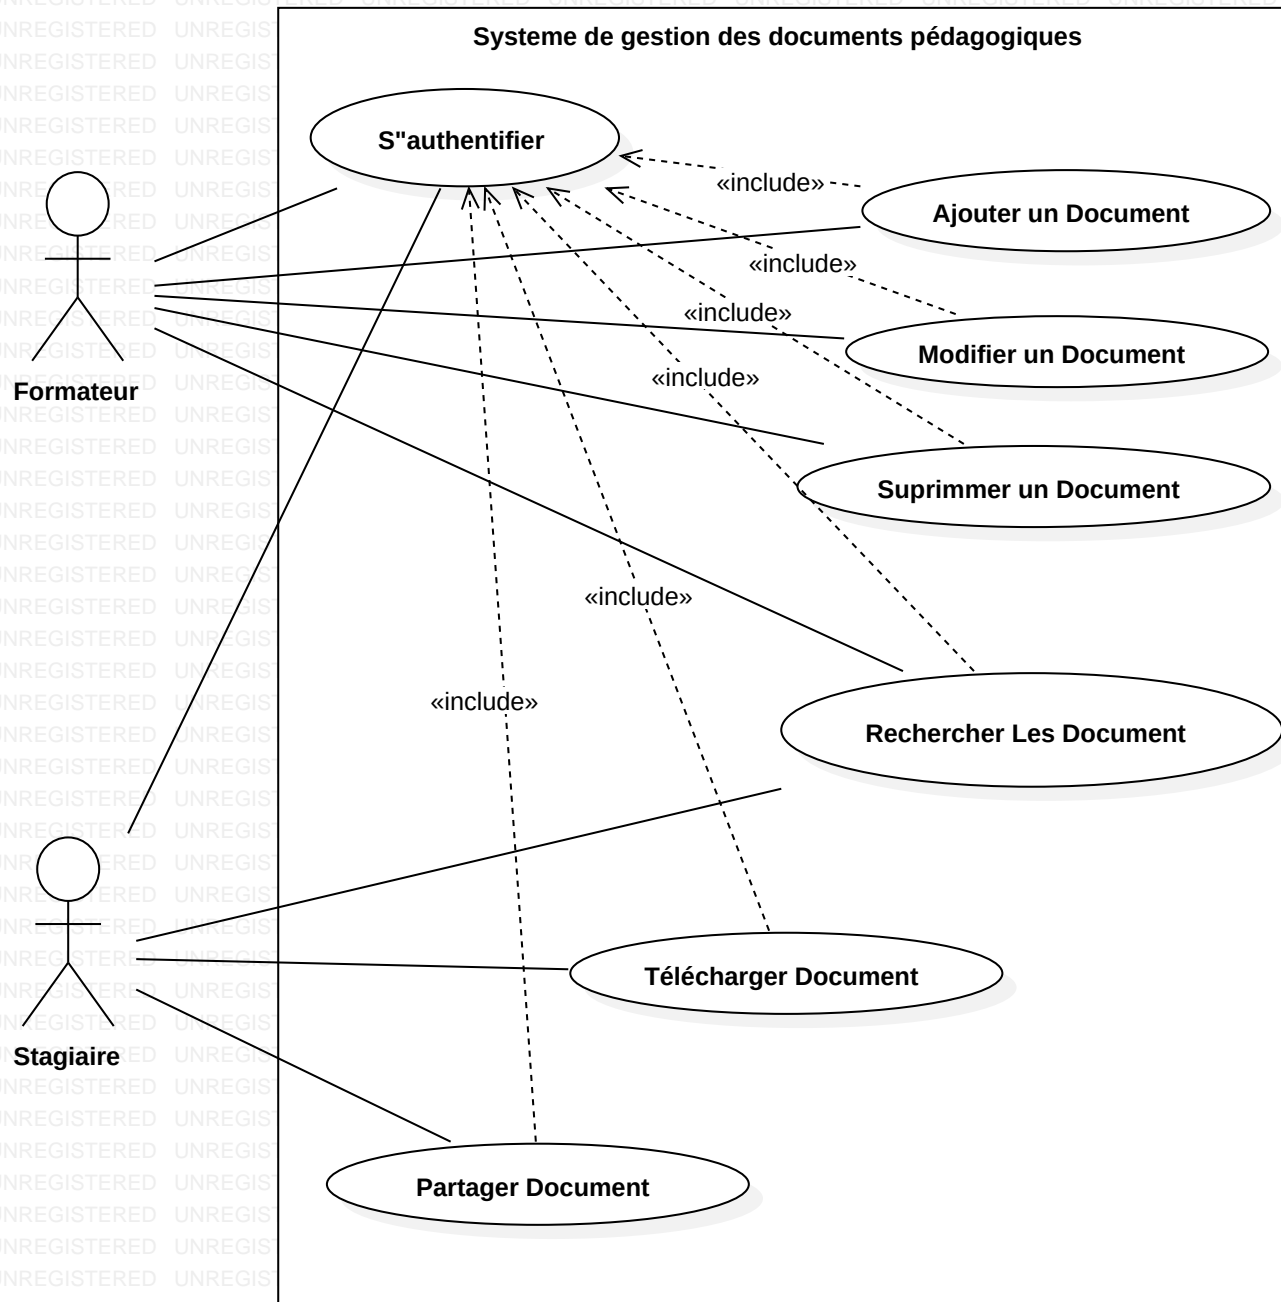 Systeme de gestion des documents pédagogiques
S"authentifier
«include»
Ajouter un Document
«include»
«include»
Modifier un Document
«include»
Formateur
Suprimmer un Document
«include»
«include»
Rechercher Les Document
Télécharger Document
Stagiaire
Partager Document